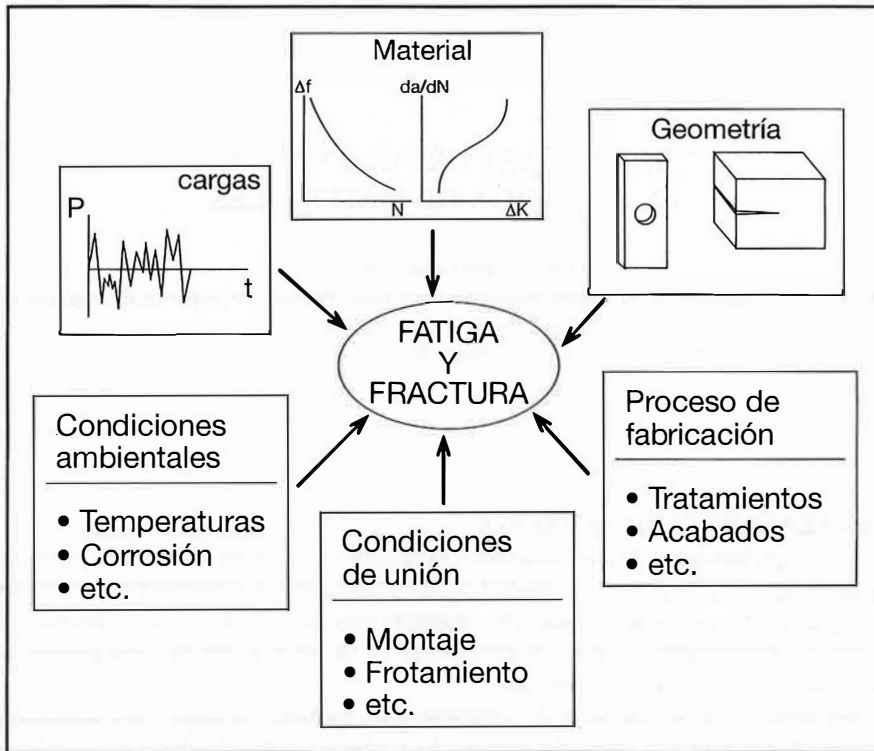 Material
Δf
da/dN
N
ΔK
cargas
P
t
Geometría
FATIGA
Y
FRACTURA
Condiciones
ambientales
• Temperaturas
• Corrosión
• etc.
Condiciones
de unión
• Montaje
• Frotamiento
• etc.
Proceso de
fabricación
• Tratamientos
• Acabados
• etc.